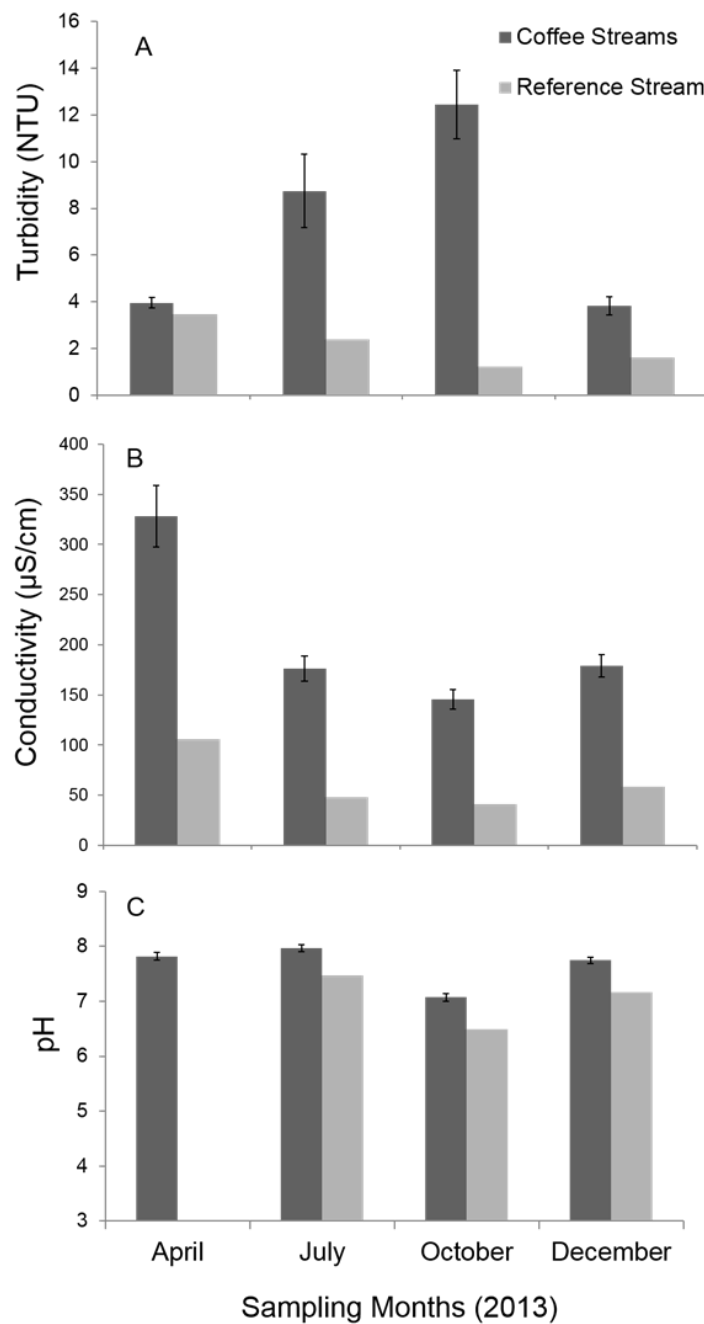 A
Coffee Streams
Reference Stream
Turbidity (NTU)
16
14
12
10
8
6
4
2
0
B
Conductivity (µS/cm)
400
350
300
250
200
150
100
50
0
C
pH
9
8
7
6
5
4
3
April July October December
Sampling Months (2013)